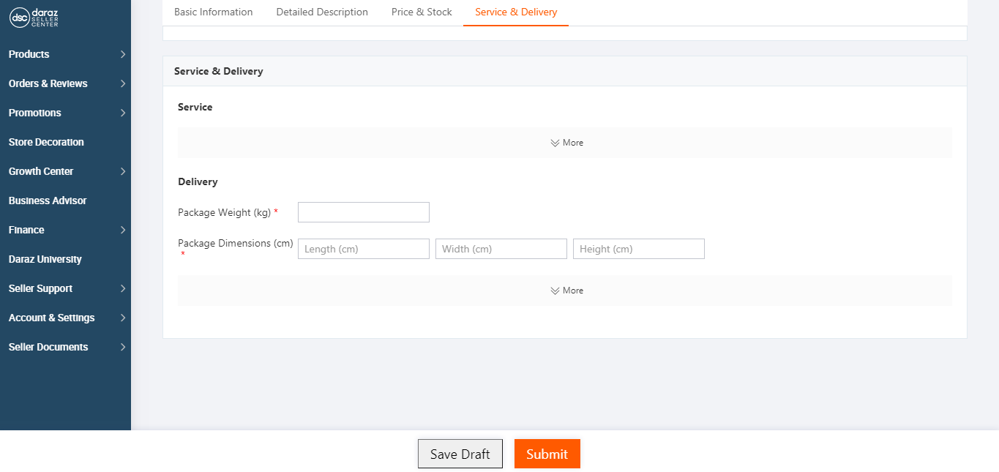 dsc daraz
SELLER
CENTER
Products
Orders & Reviews
Promotions
Store Decoration
Growth Center
Business Advisor
Finance
Daraz University
Seller Support
Account & Settings
Seller Documents
Basic Information Detailed Description Price & Stock Service & Delivery
Service & Delivery
Service
More
Delivery
Package Weight (kg) *
Package Dimensions (cm)
* Length (cm) Width (cm) Height (cm)
More
Save Draft Submit